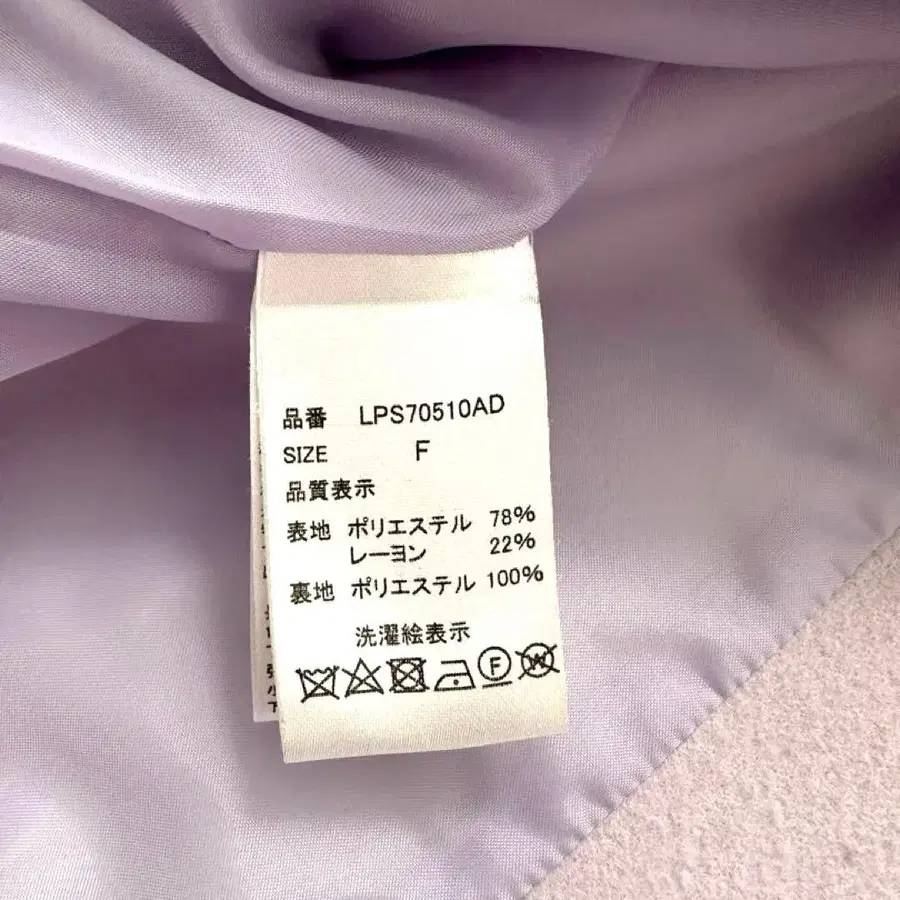 品番 LPS70510AD
SIZE F
品質表示
表地 ポリエステル 78%
レーヨン 22%
裏地 ポリエステル 100%
洗濯絵表示
F W